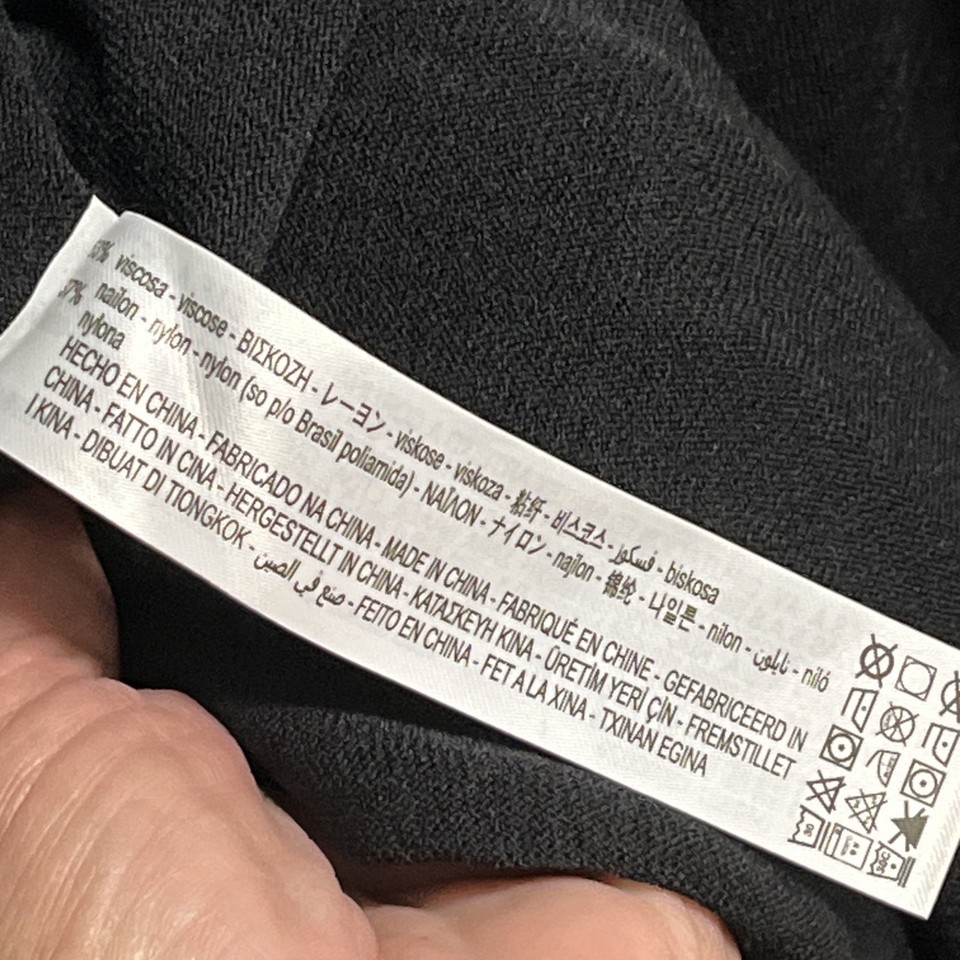 viscosa - viscose - ΒΙΣΚΟΖΗ - レーヨン - viskose - viskoza - 粘纤 - 비스코스 - فسكوز - biskosa
7% nailon - nylon - nylon (so p/o Brasil poliamida) - ΝΑΪΛΟΝ - ナイロン - najlon - 锦纶 - 나일론 - nilon - نايلون - niló
nylona
HECHO EN CHINA - FABRICADO NA CHINA - MADE IN CHINA - FABRIQUÉ EN CHINE - GEFABRICEERD IN
CHINA - FATTO IN CINA - HERGESTELLT IN CHINA - ΚΑΤΑΣΚΕΥΗ ΚΙΝΑ - ÜRETİM YERİ ÇİN - FREMSTILLET
I KINA - DIBUAT DI TIONGKOK - صنع في الصين - FEITO EN CHINA - FET A LA XINA - TXINAN EGINA